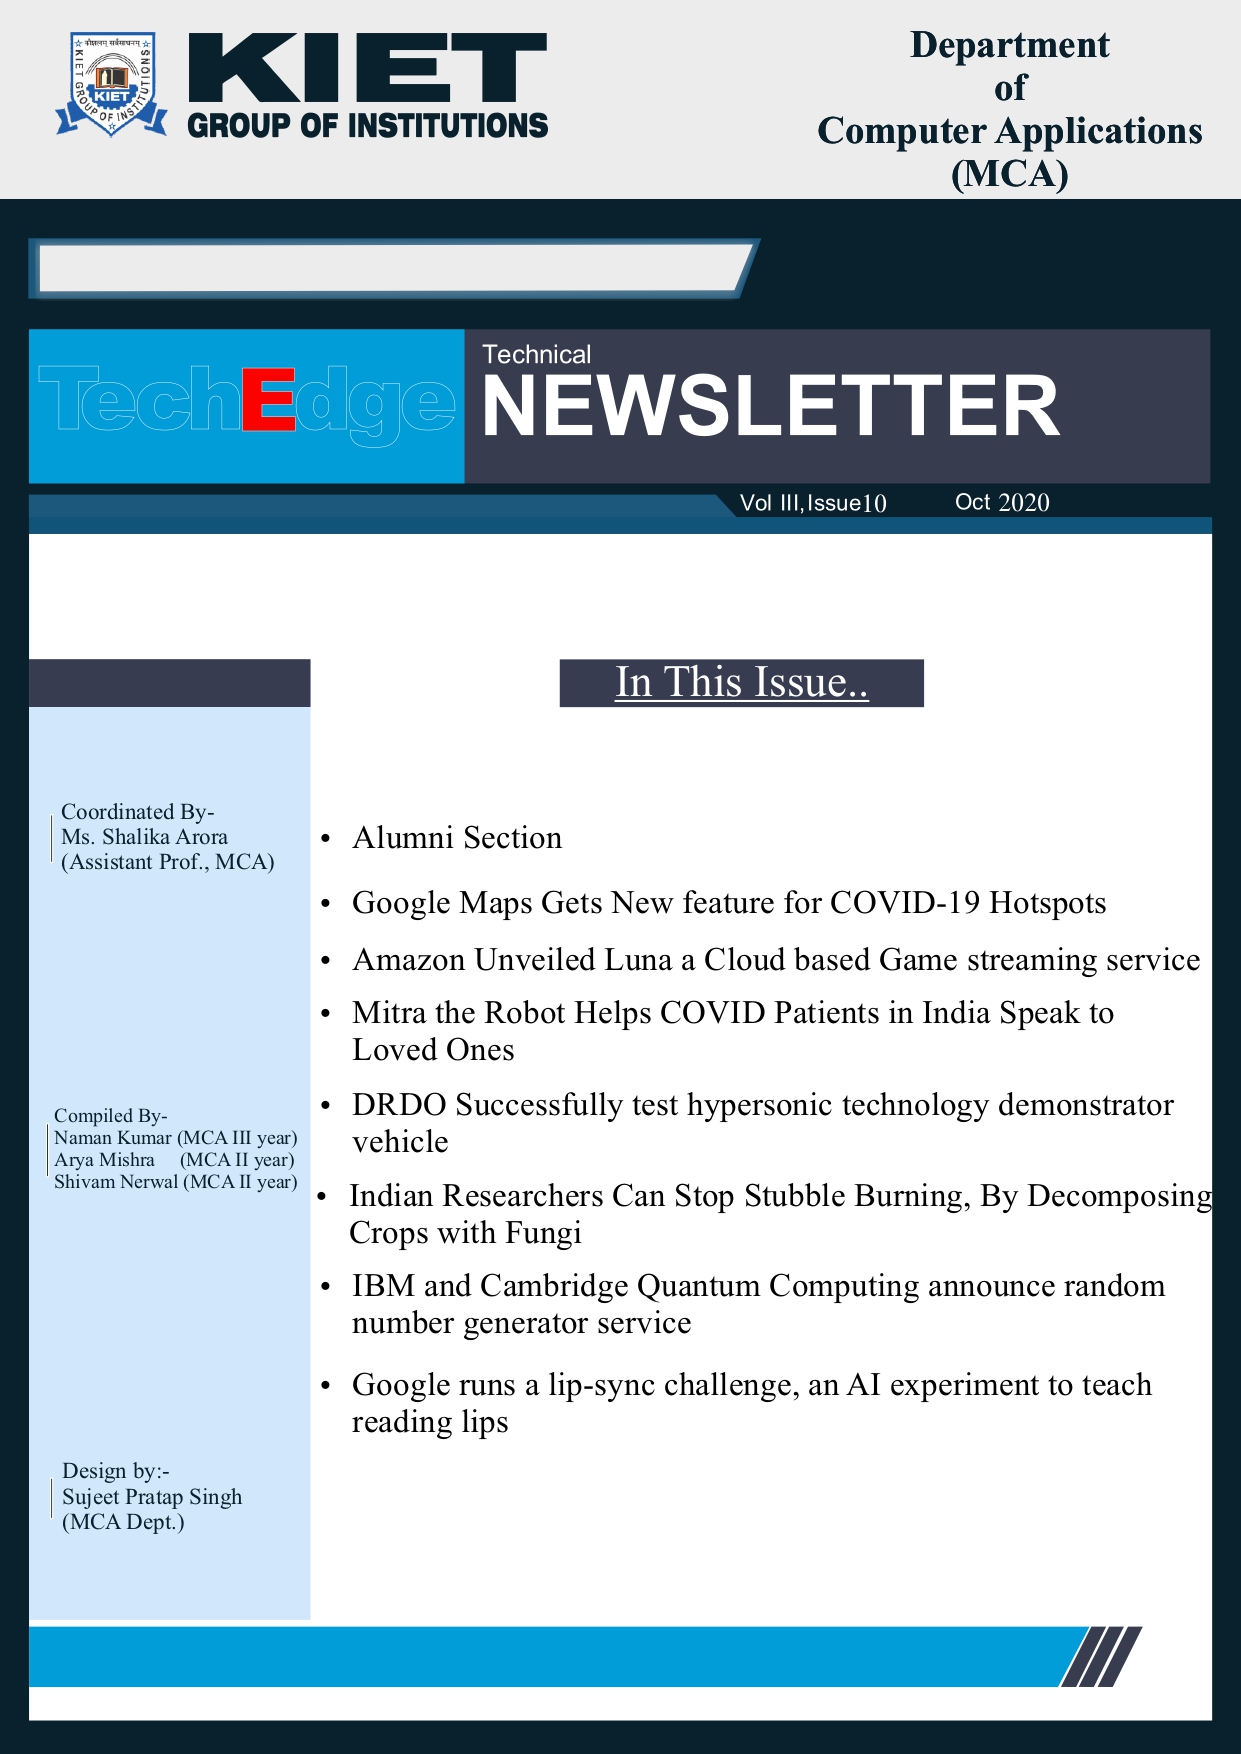 कौशलम् सर्वसाधनम्
KIET GROUP OF INSTITUTIONS
KIET
KIET
GROUP OF INSTITUTIONS
Department
of
Computer Applications
(MCA)
TechEdge
Technical
NEWSLETTER
Vol III,Issue10 Oct 2020
In This Issue..
Coordinated By-
Ms. Shalika Arora
(Assistant Prof., MCA)
Compiled By-
Naman Kumar (MCA III year)
Arya Mishra (MCA II year)
Shivam Nerwal (MCA II year)
Design by:-
Sujeet Pratap Singh
(MCA Dept.)
• Alumni Section
• Google Maps Gets New feature for COVID-19 Hotspots
• Amazon Unveiled Luna a Cloud based Game streaming service
• Mitra the Robot Helps COVID Patients in India Speak to
Loved Ones
• DRDO Successfully test hypersonic technology demonstrator
vehicle
• Indian Researchers Can Stop Stubble Burning, By Decomposing
Crops with Fungi
• IBM and Cambridge Quantum Computing announce random
number generator service
• Google runs a lip-sync challenge, an AI experiment to teach
reading lips